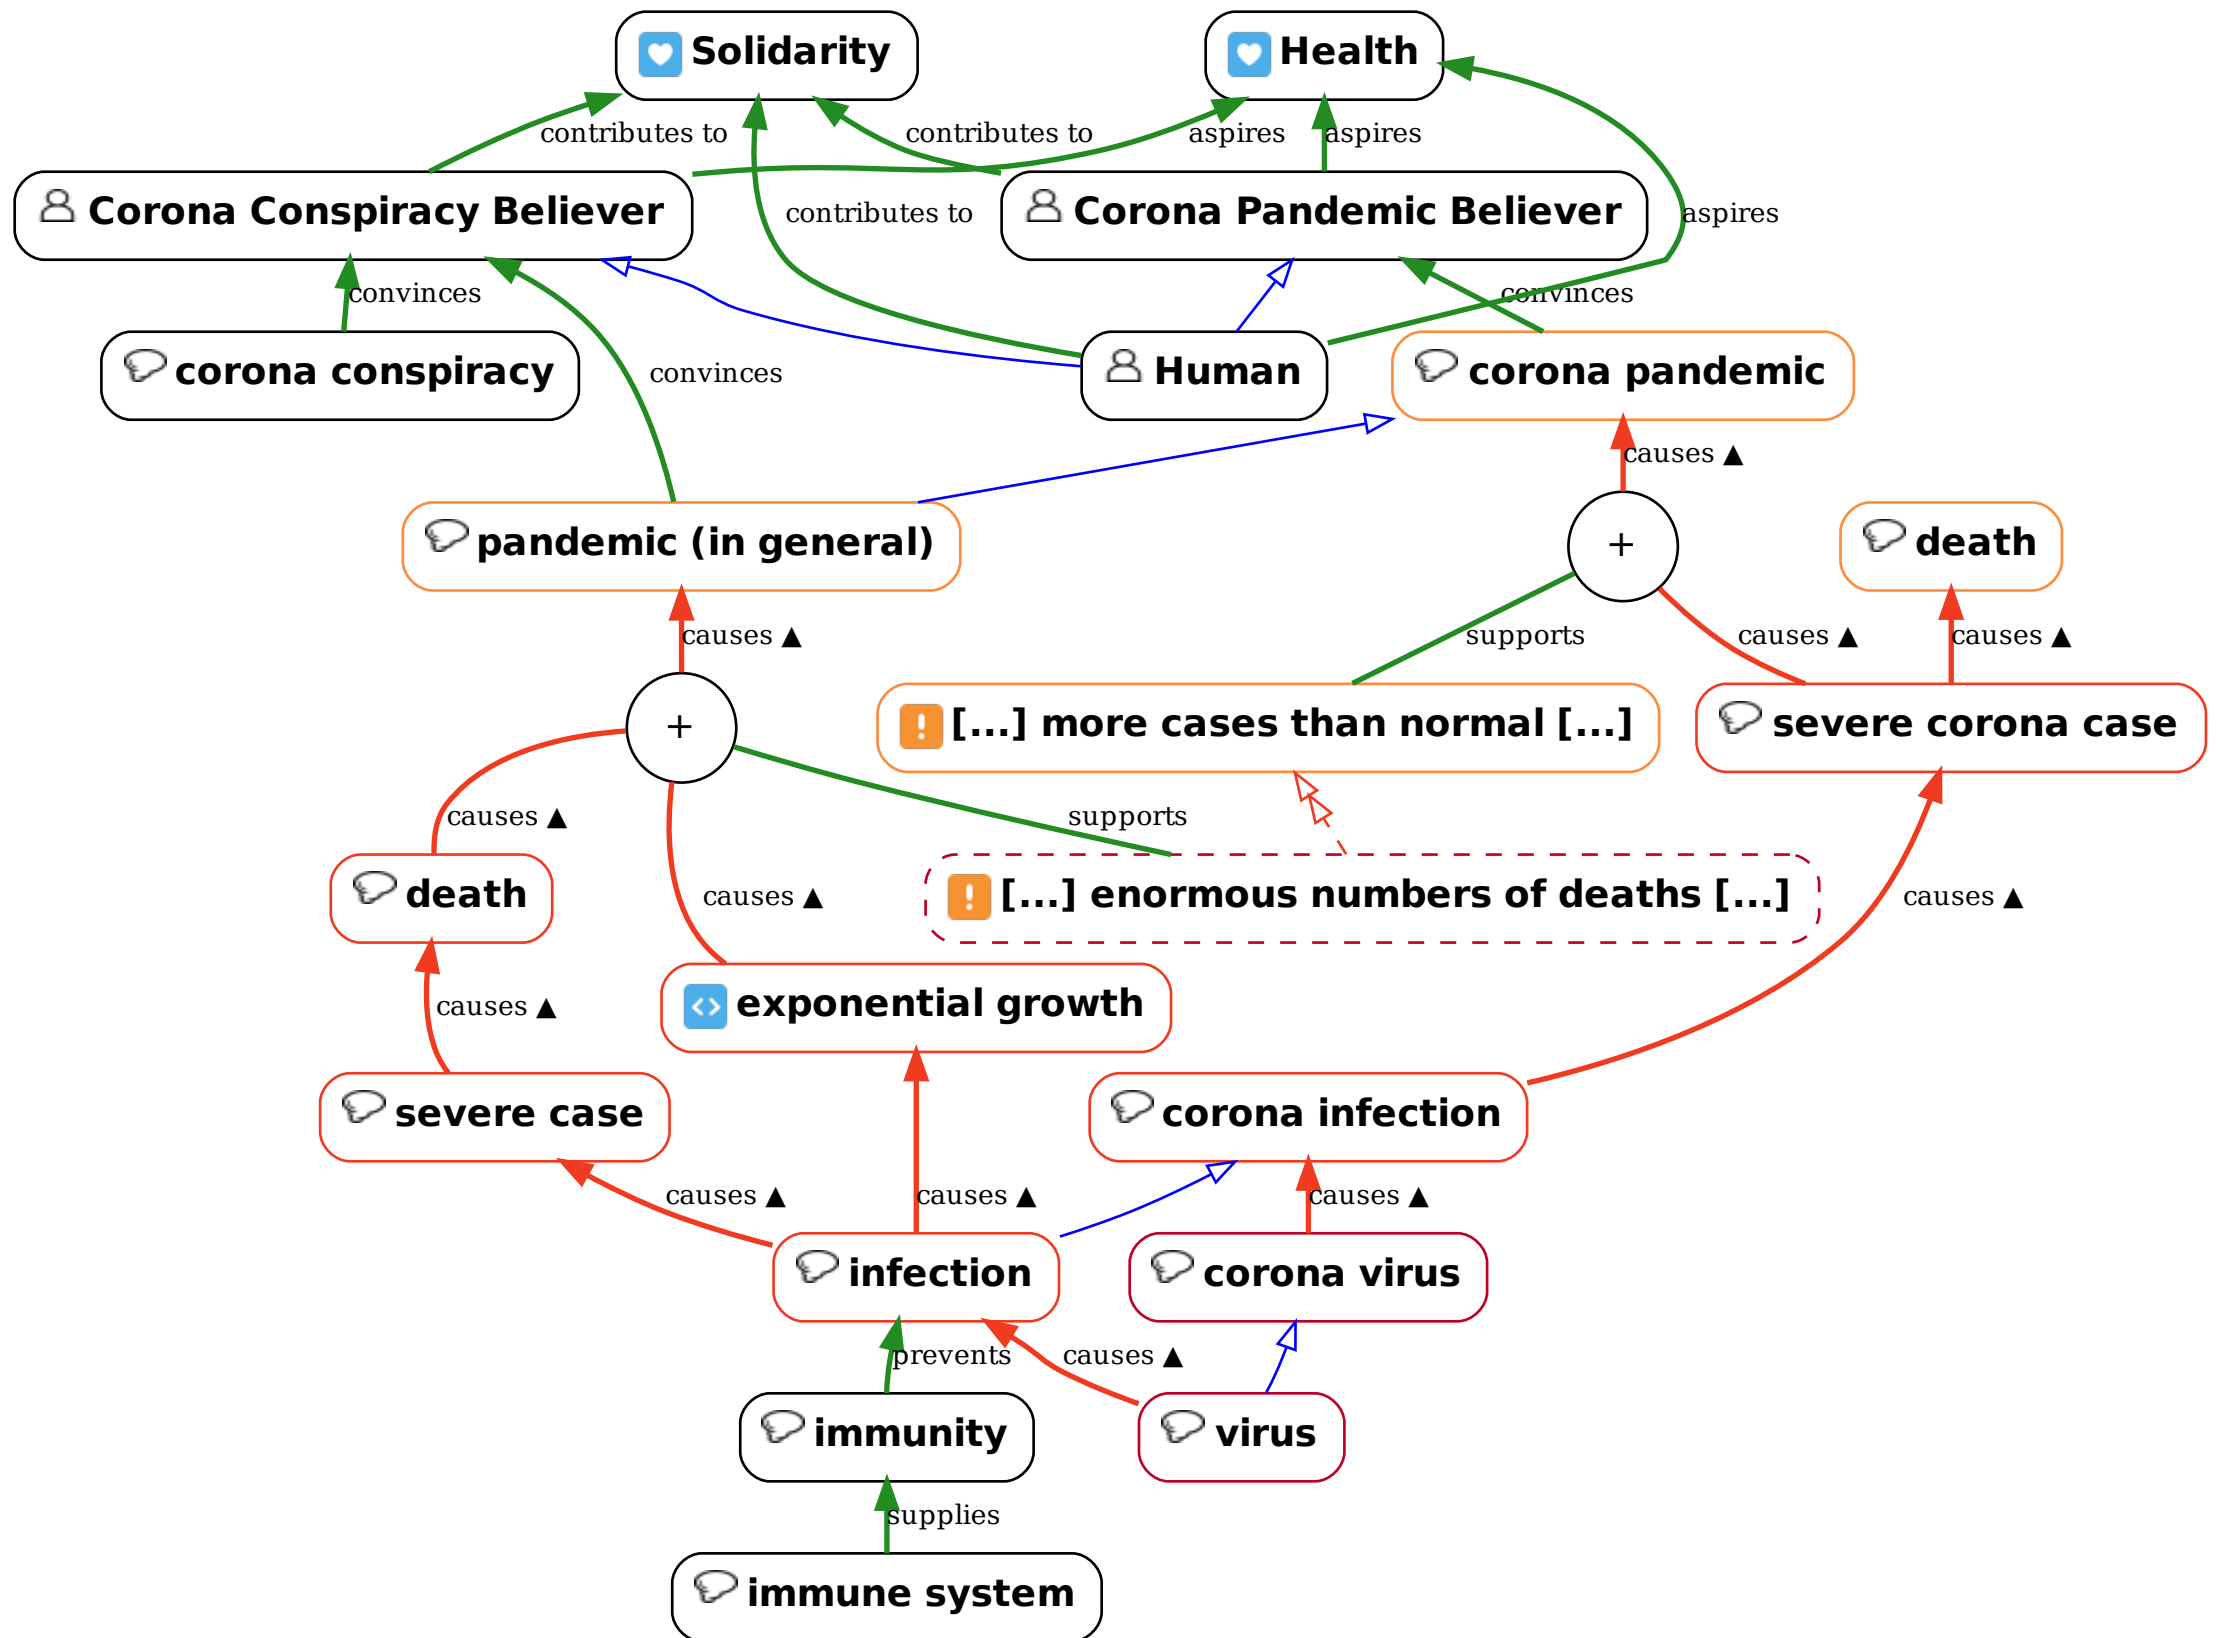 Solidarity
Health
contributes to
contributes to
aspires
aspires
Corona Conspiracy Believer
contributes to
Corona Pandemic Believer
aspires
convinces
convinces
corona conspiracy
convinces
Human
corona pandemic
causes ▲
pandemic (in general)
+
death
causes ▲
supports
causes ▲
causes ▲
+
[...] more cases than normal [...]
severe corona case
causes ▲
supports
death
causes ▲
[...] enormous numbers of deaths [...]
causes ▲
causes ▲
exponential growth
severe case
corona infection
causes ▲
causes ▲
causes ▲
infection
corona virus
prevents
causes ▲
immunity
virus
supplies
immune system